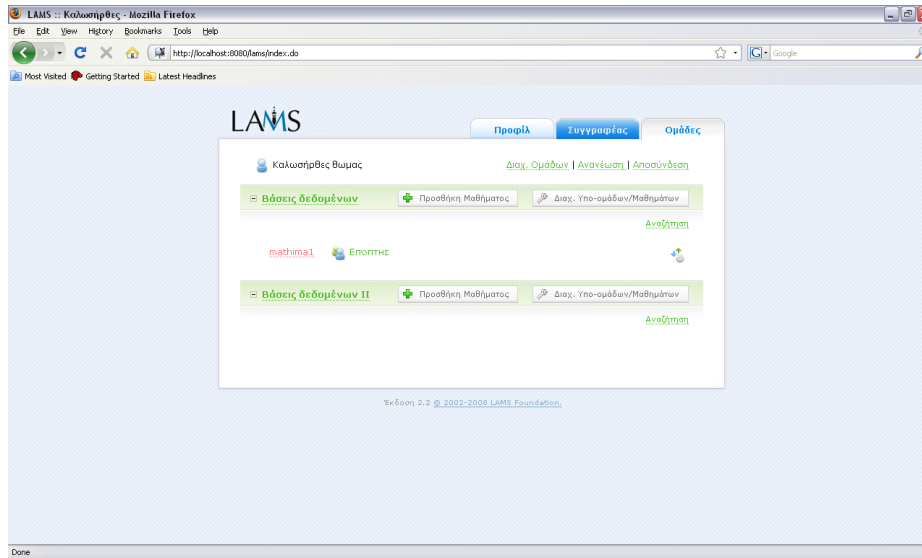 LAMS :: Καλωσήρθες - Mozilla Firefox
File Edit View History Bookmarks Tools Help
http://localhost:8080/lams/index.do
G Google
Most Visited Getting Started Latest Headlines
LAMS
Προφίλ Συγγραφέας Ομάδες
Καλωσήρθες θωμας Διαχ. Ομάδων | Ανανέωση | Αποσύνδεση
Βάσεις δεδομένων Προσθήκη Μαθήματος Διαχ. Υπο-ομάδων/Μαθημάτων
Αναζήτηση
mathima1 Επόπτης
Βάσεις δεδομένων II Προσθήκη Μαθήματος Διαχ. Υπο-ομάδων/Μαθημάτων
Αναζήτηση
Έκδοση 2.2 © 2002-2008 LAMS Foundation.
Done